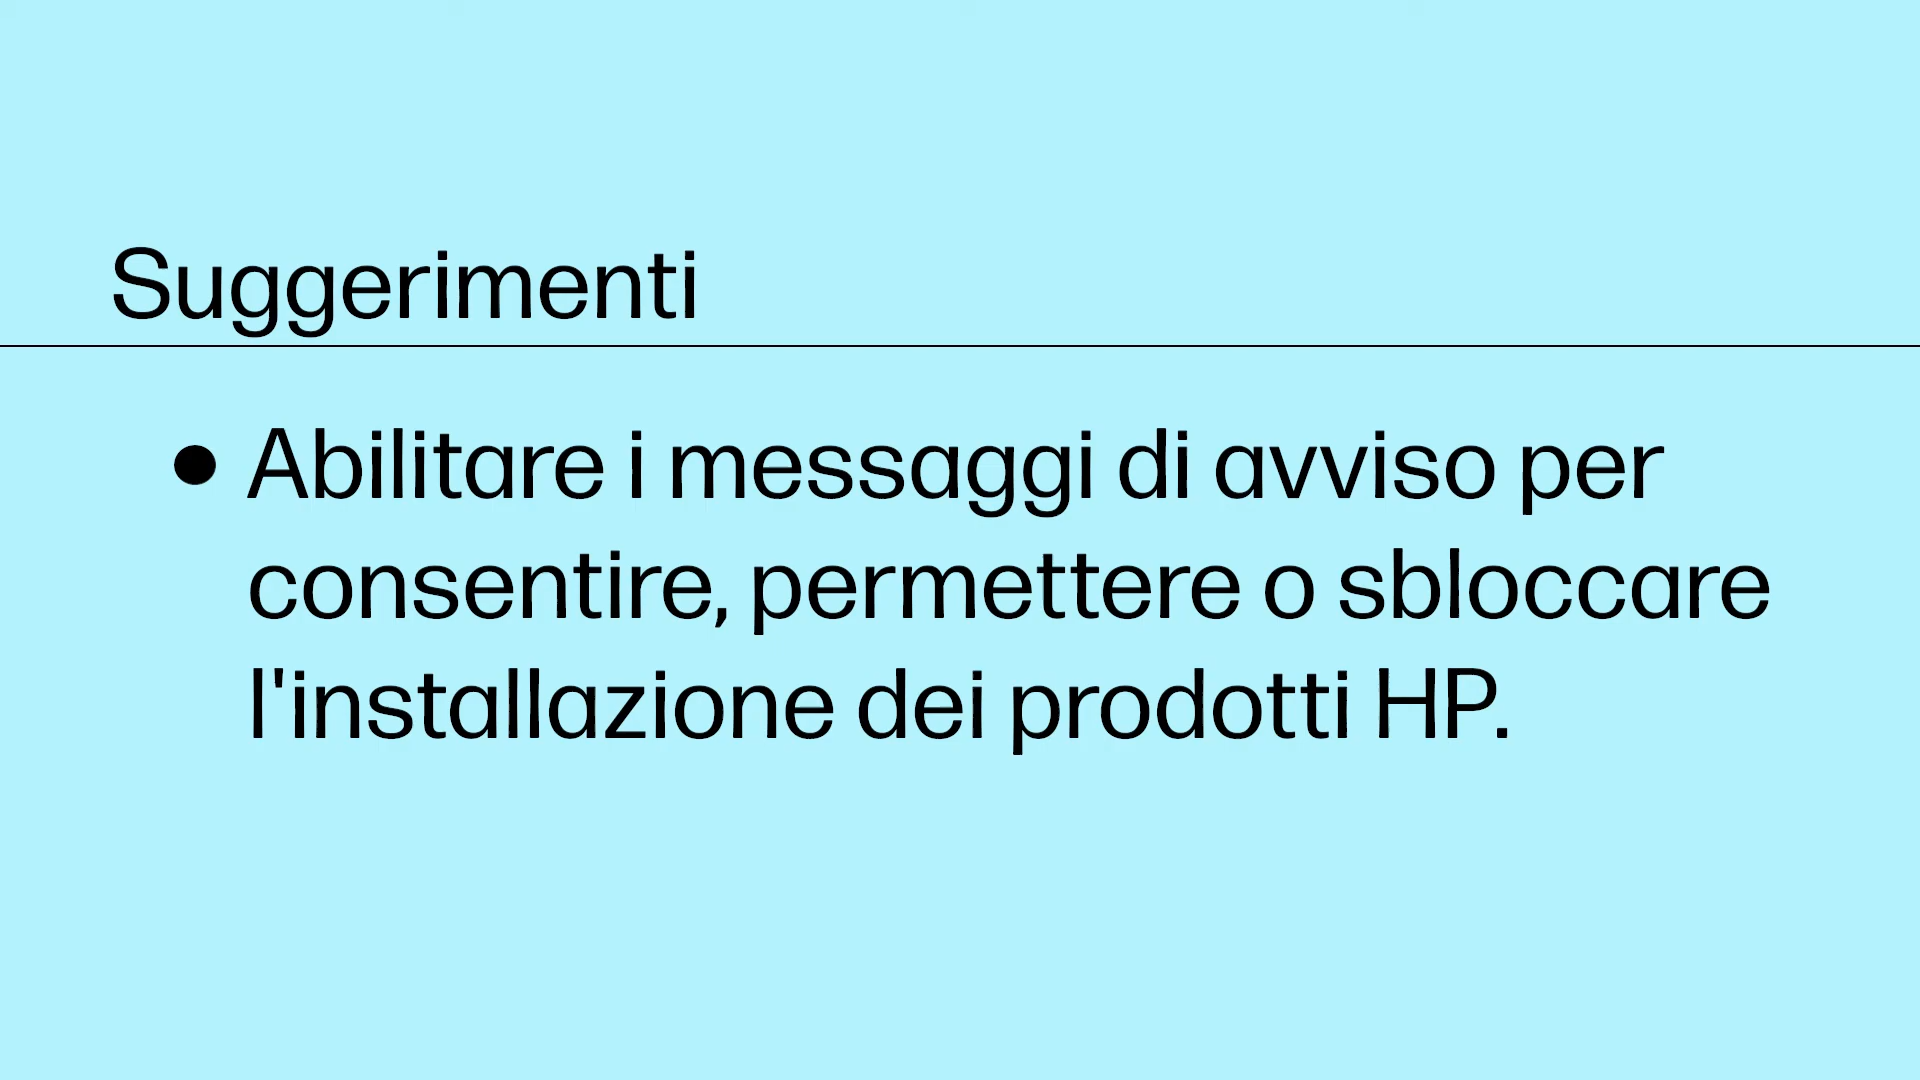 Suggerimenti
● Abilitare i messaggi di avviso per
consentire, permettere o sbloccare
l'installazione dei prodotti HP.